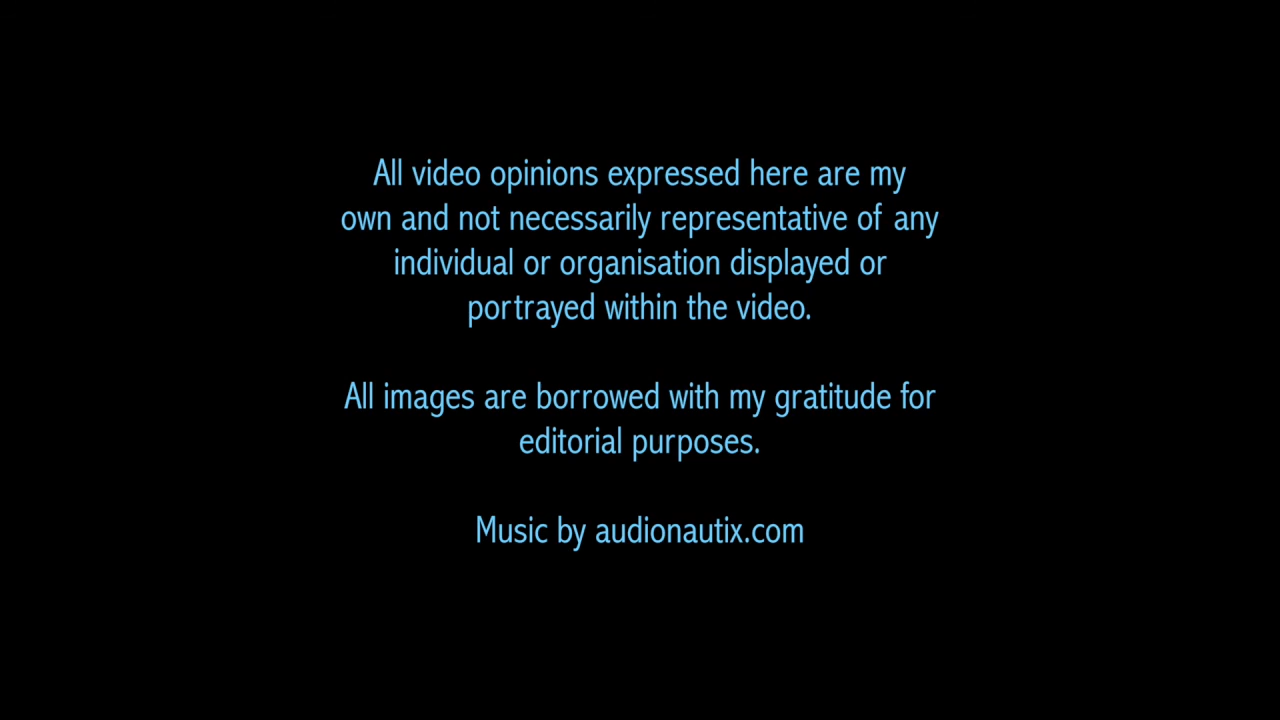 All video opinions expressed here are my
own and not necessarily representative of any
individual or organisation displayed or
portrayed within the video.
All images are borrowed with my gratitude for
editorial purposes.
Music by audionautix.com